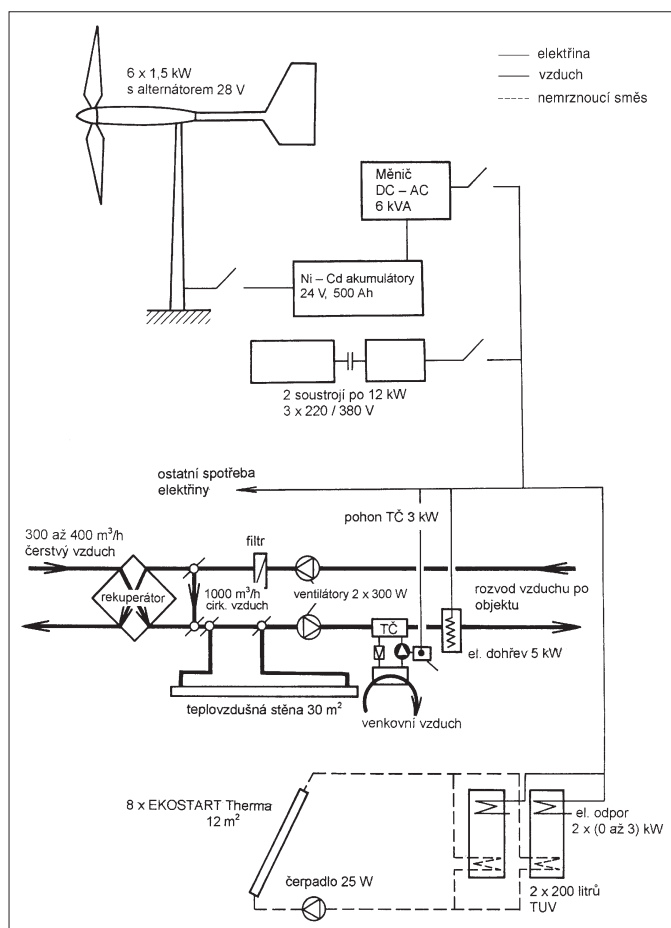 6 x 1,5 kW
s alternátorem 28 V
elektřina
vzduch
nemrznoucí směs
Měnič
DC – AC
6 kVA
Ni – Cd akumulátory
24 V, 500 Ah
2 soustrojí po 12 kW
3 x 220 / 380 V
ostatní spotřeba
elektřiny
pohon TČ 3 kW
300 až 400 m³/h
čerstvý vzduch
filtr
rekuperátor
1000 m³/h
cirk. vzduch
ventilátory 2 x 300 W
rozvod vzduchu po
objektu
TČ
el. dohřev 5 kW
teplovzdušná stěna 30 m²
venkovní vzduch
8 x EKOSTART Therma
12 m²
el. odpor
2 x (0 až 3) kW
čerpadlo 25 W
2 x 200 litrů
TUV